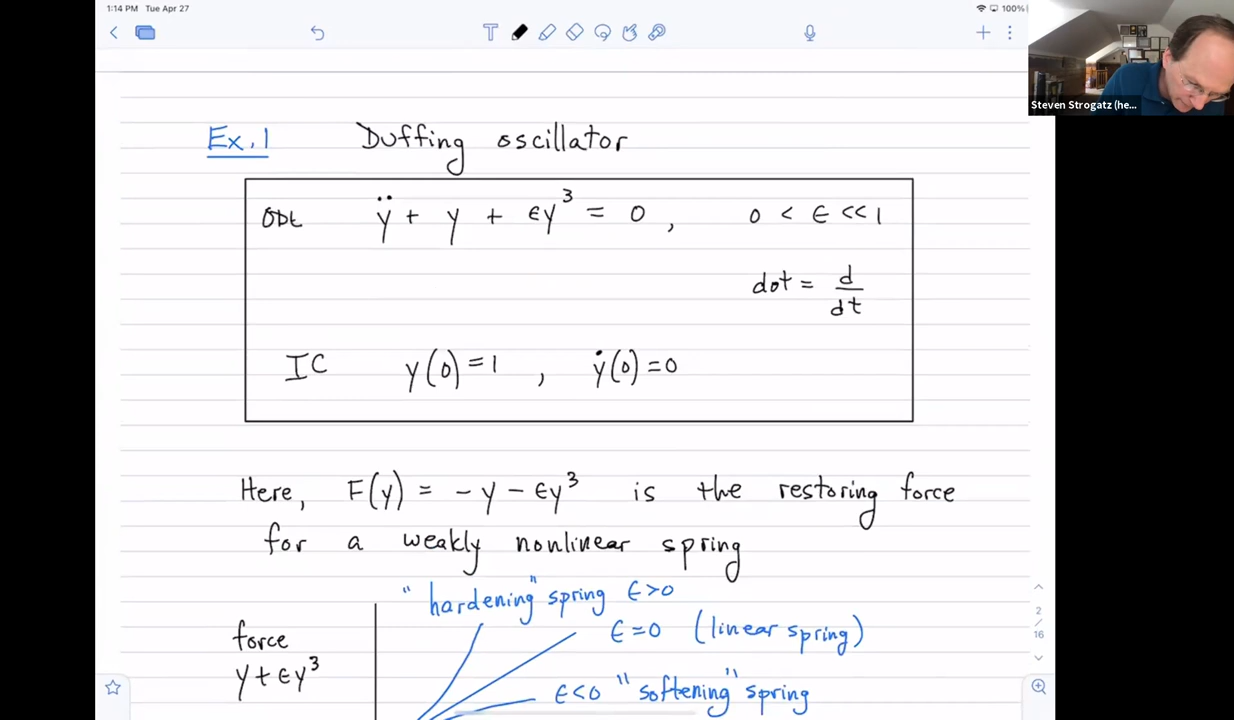 1:14 PM Tue Apr 27
100%
Steven Strogatz (he...
Ex.1 Duffing oscillator
ODE ÿ + y + εy³ = 0, 0 < ε << 1
dot = d/dt
IC y(0) = 1, ẏ(0) = 0
Here, F(y) = -y - εy³ is the restoring force
for a weakly nonlinear spring
"hardening" spring ε>0
ε=0 (linear spring)
force
y + εy³
ε<0 "softening" spring
2
/
16